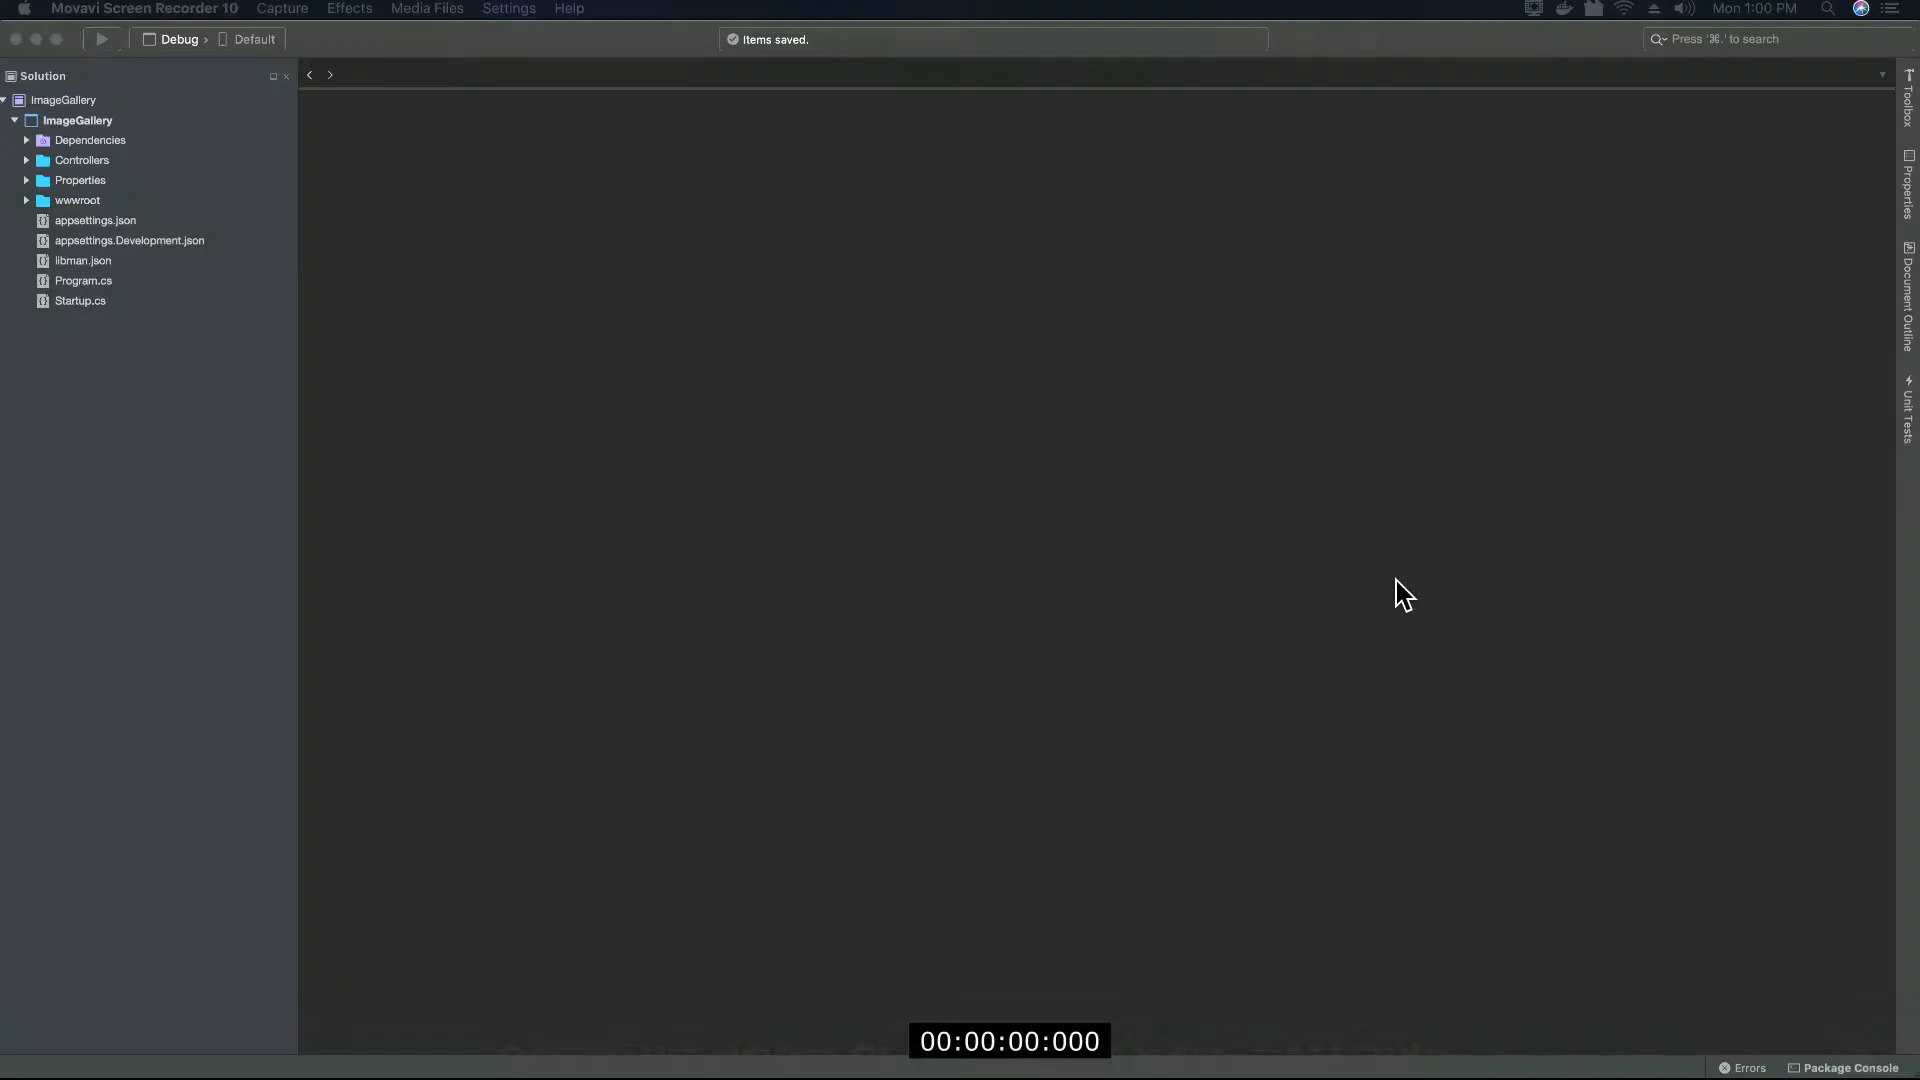 Movavi Screen Recorder 10 Capture Effects Media Files Settings Help Mon 1:00 PM
Debug › Default
Items saved.
Press '⌘.' to search
Solution
ImageGallery
ImageGallery
Dependencies
Controllers
Properties
wwwroot
appsettings.json
appsettings.Development.json
libman.json
Program.cs
Startup.cs
Toolbox
Properties
Document Outline
Unit Tests
00:00:00:000
Errors
Package Console